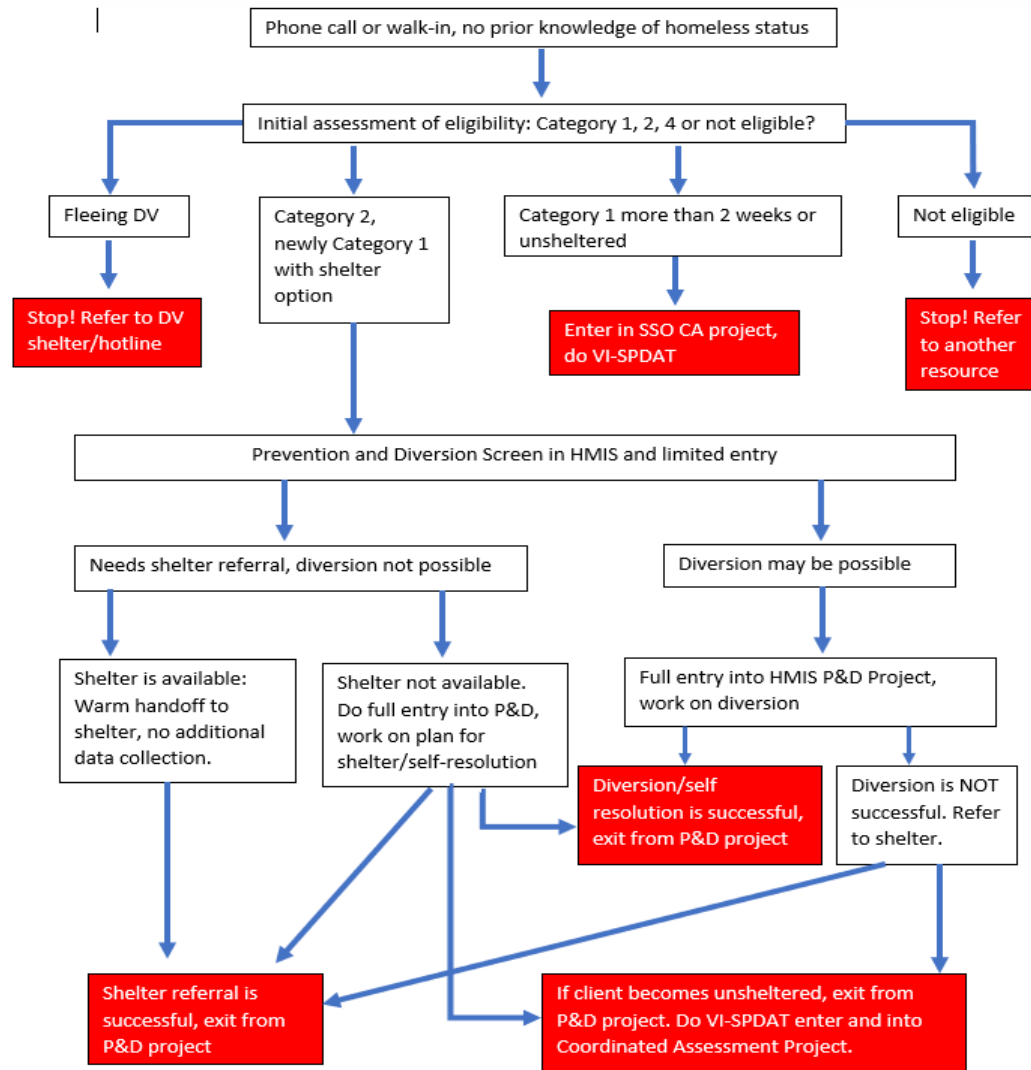 Phone call or walk-in, no prior knowledge of homeless status
Initial assessment of eligibility: Category 1, 2, 4 or not eligible?
Fleeing DV
Category 2,
newly Category 1
with shelter
option
Category 1 more than 2 weeks or
unsheltered
Not eligible
Stop! Refer to DV
shelter/hotline
Enter in SSO CA project,
do VI-SPDAT
Stop! Refer
to another
resource
Prevention and Diversion Screen in HMIS and limited entry
Needs shelter referral, diversion not possible
Diversion may be possible
Shelter is available:
Warm handoff to
shelter, no additional
data collection.
Shelter not available.
Do full entry into P&D,
work on plan for
shelter/self-resolution
Full entry into HMIS P&D Project,
work on diversion
Diversion/self
resolution is successful,
exit from P&D project
Diversion is NOT
successful. Refer
to shelter.
Shelter referral is
successful, exit from
P&D project
If client becomes unsheltered, exit from
P&D project. Do VI-SPDAT enter and into
Coordinated Assessment Project.